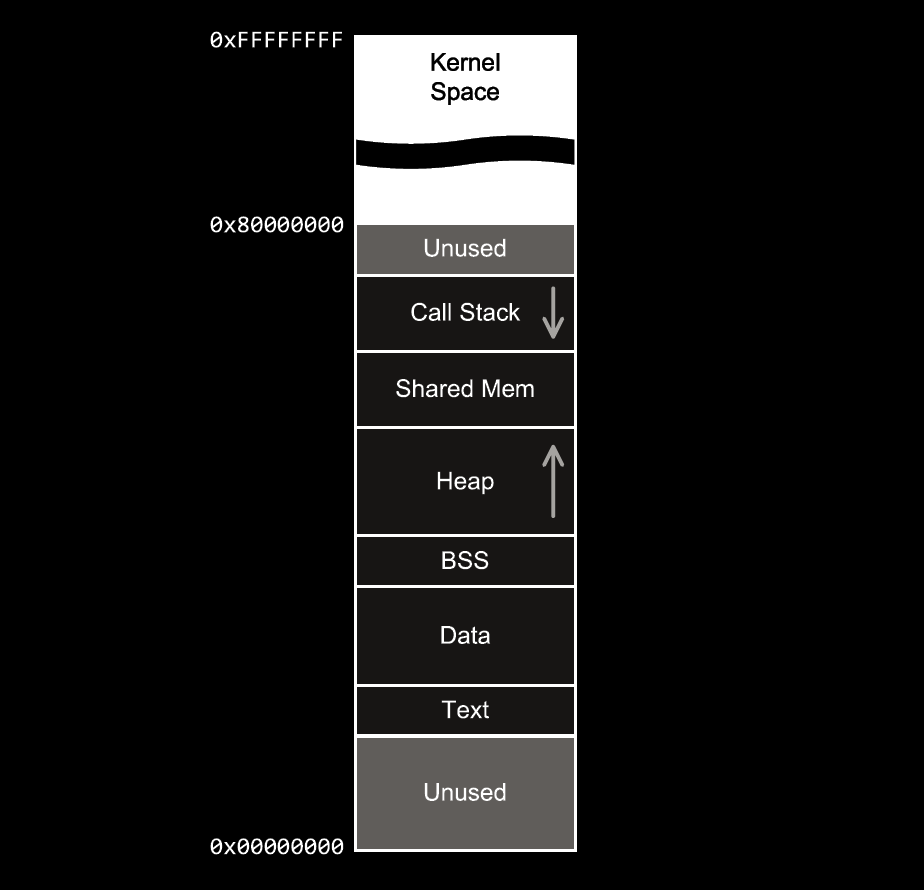 0xFFFFFFFF
Kernel
Space
0x80000000
Unused
Call Stack
Shared Mem
Heap
BSS
Data
Text
Unused
0x00000000